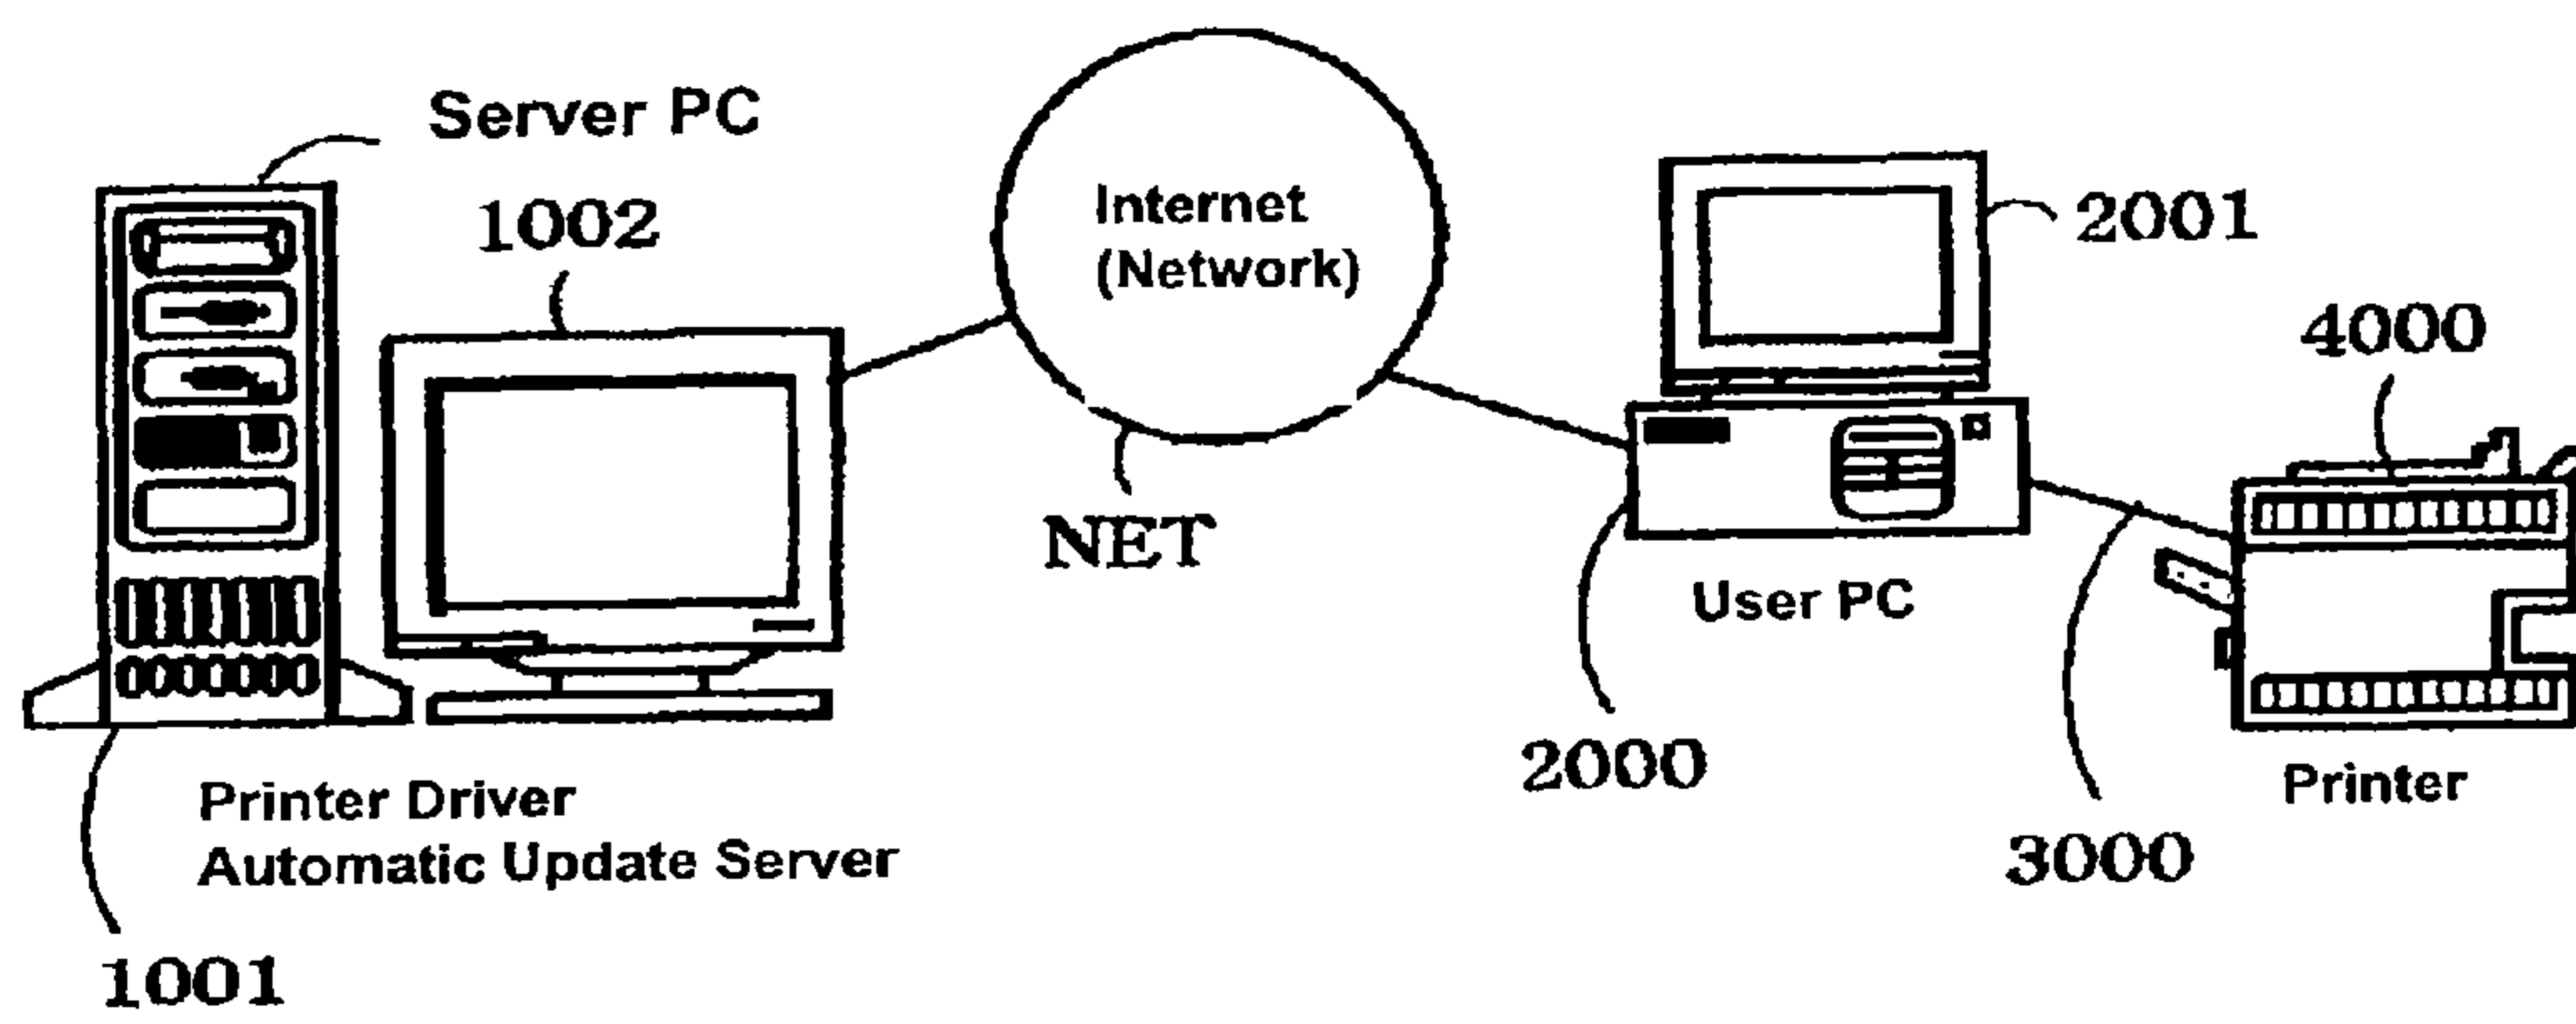 Server PC
1002
Internet
(Network)
2001
4000
NET
User PC
2000
3000
Printer
Printer Driver
Automatic Update Server
1001